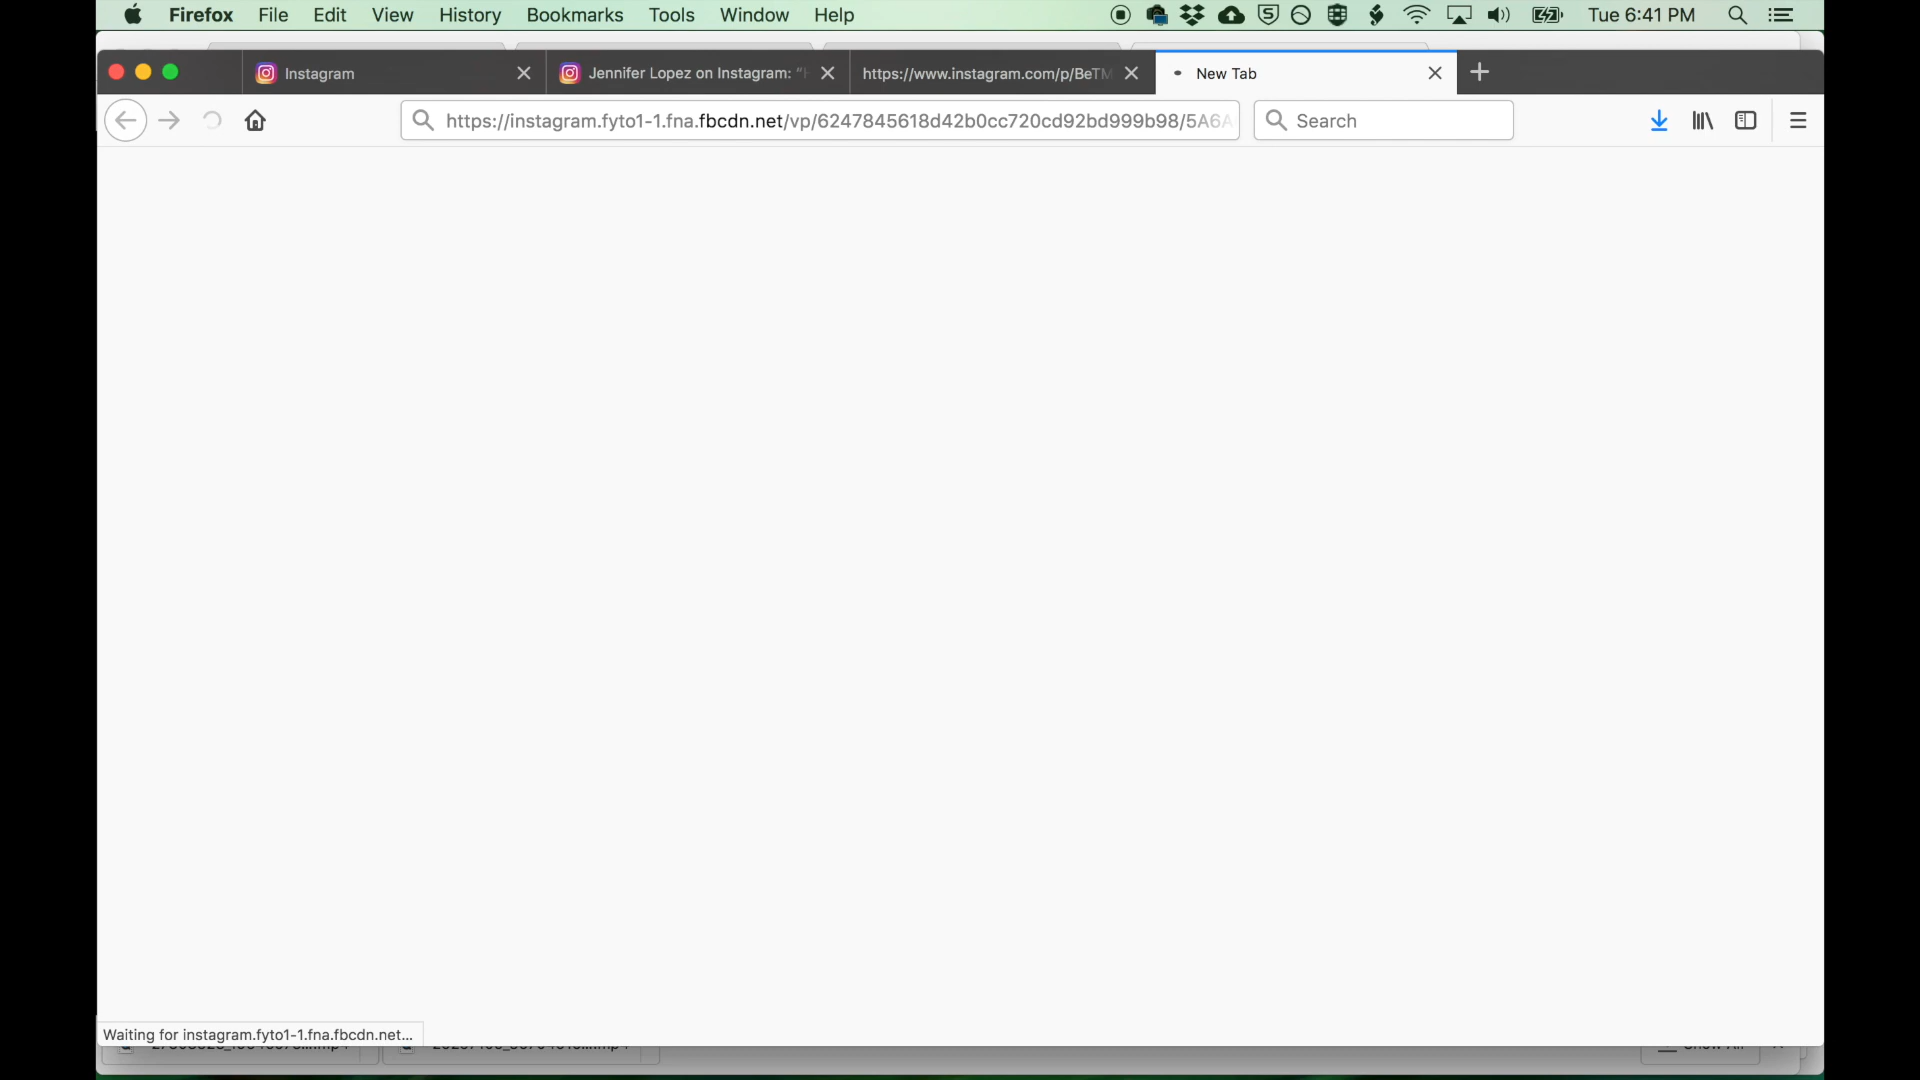 Firefox File Edit View History Bookmarks Tools Window Help Tue 6:41 PM
Instagram Jennifer Lopez on Instagram: “ https://www.instagram.com/p/BeTM New Tab
https://instagram.fyto1-1.fna.fbcdn.net/vp/6247845618d42b0cc720cd92bd999b98/5A6A Search
Waiting for instagram.fyto1-1.fna.fbcdn.net...